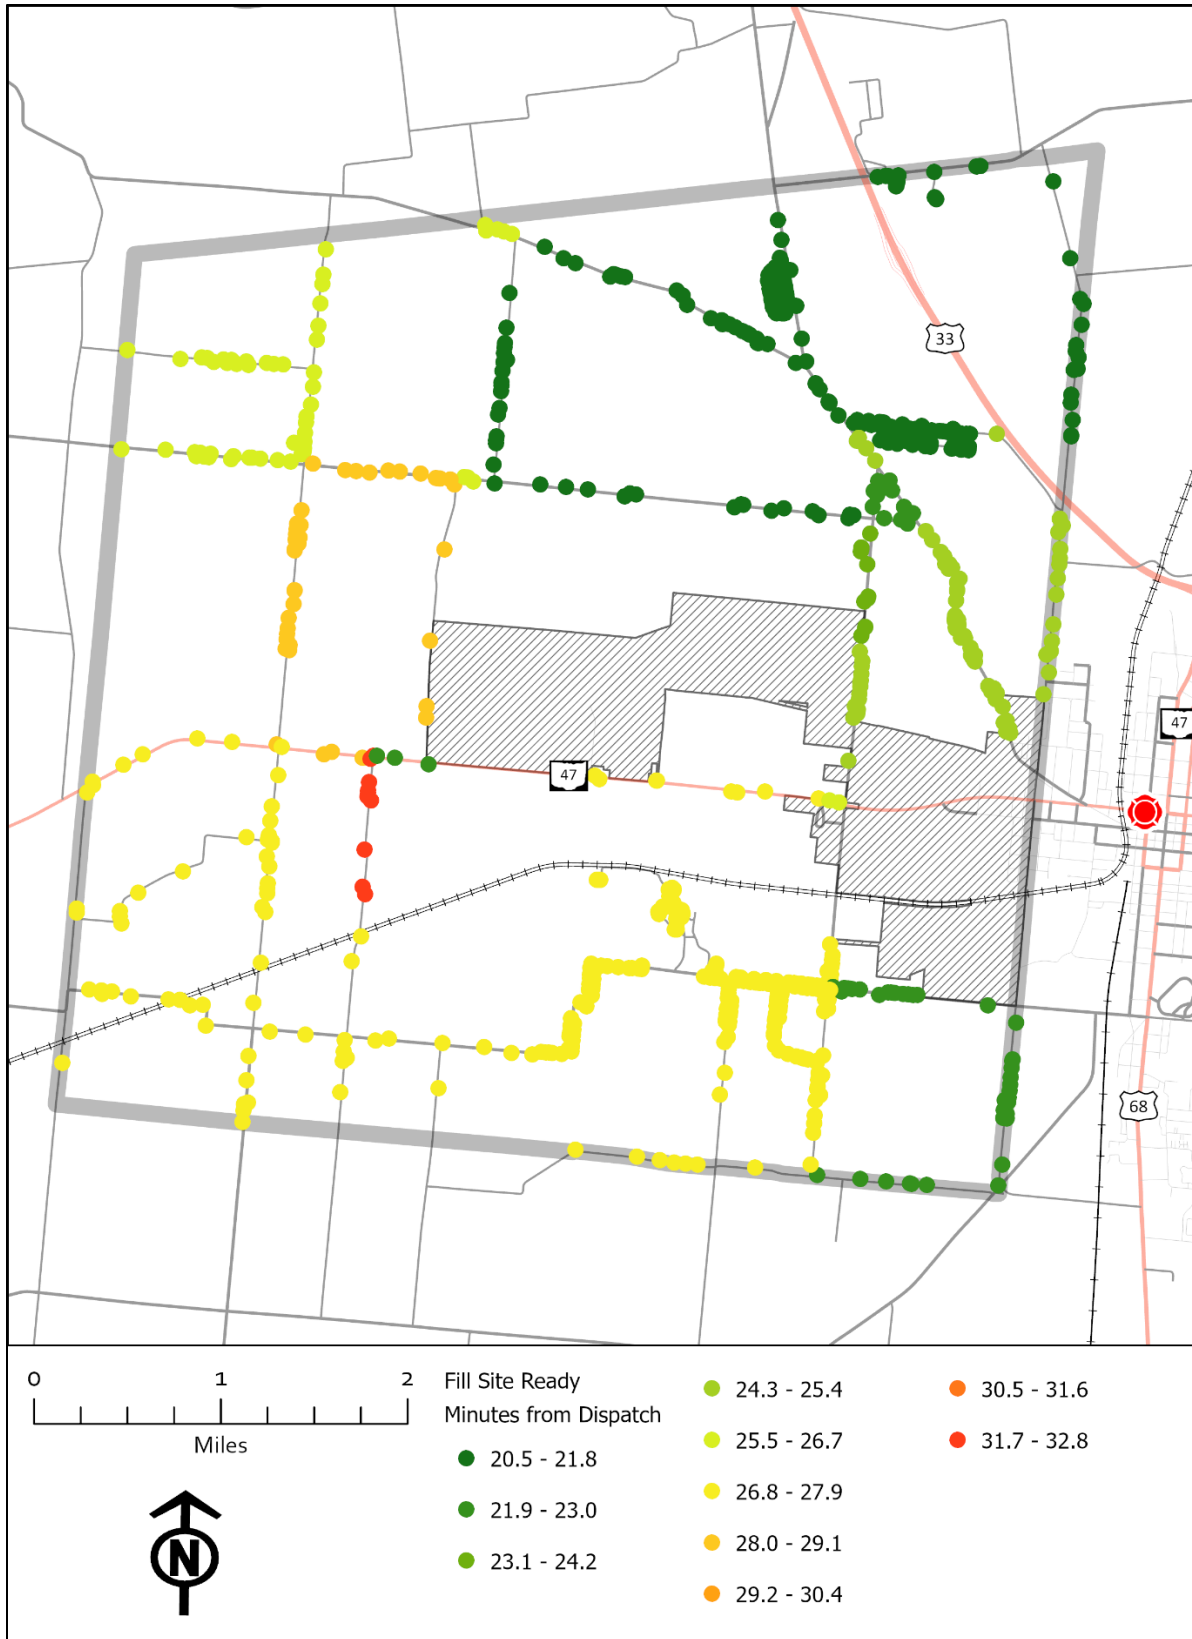 33
47
47
68
0 1 2
Miles
N
Fill Site Ready
Minutes from Dispatch
20.5 - 21.8
21.9 - 23.0
23.1 - 24.2
24.3 - 25.4
25.5 - 26.7
26.8 - 27.9
28.0 - 29.1
29.2 - 30.4
30.5 - 31.6
31.7 - 32.8